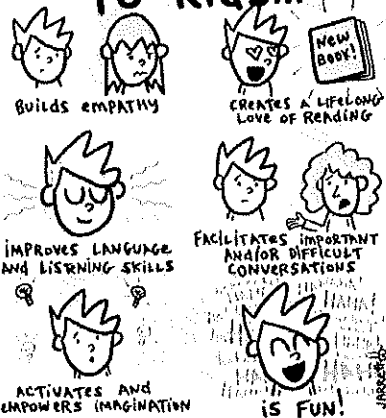 TO KIDS...
BUILDS EMPATHY
NEW
BOOK!
CREATES A LIFELONG
LOVE OF READING
IMPROVES LANGUAGE
AND LISTENING SKILLS
FACILITATES IMPORTANT
AND/OR DIFFICULT
CONVERSATIONS
ACTIVATES AND
EMPOWERS IMAGINATION
HAHA!
IS FUN!